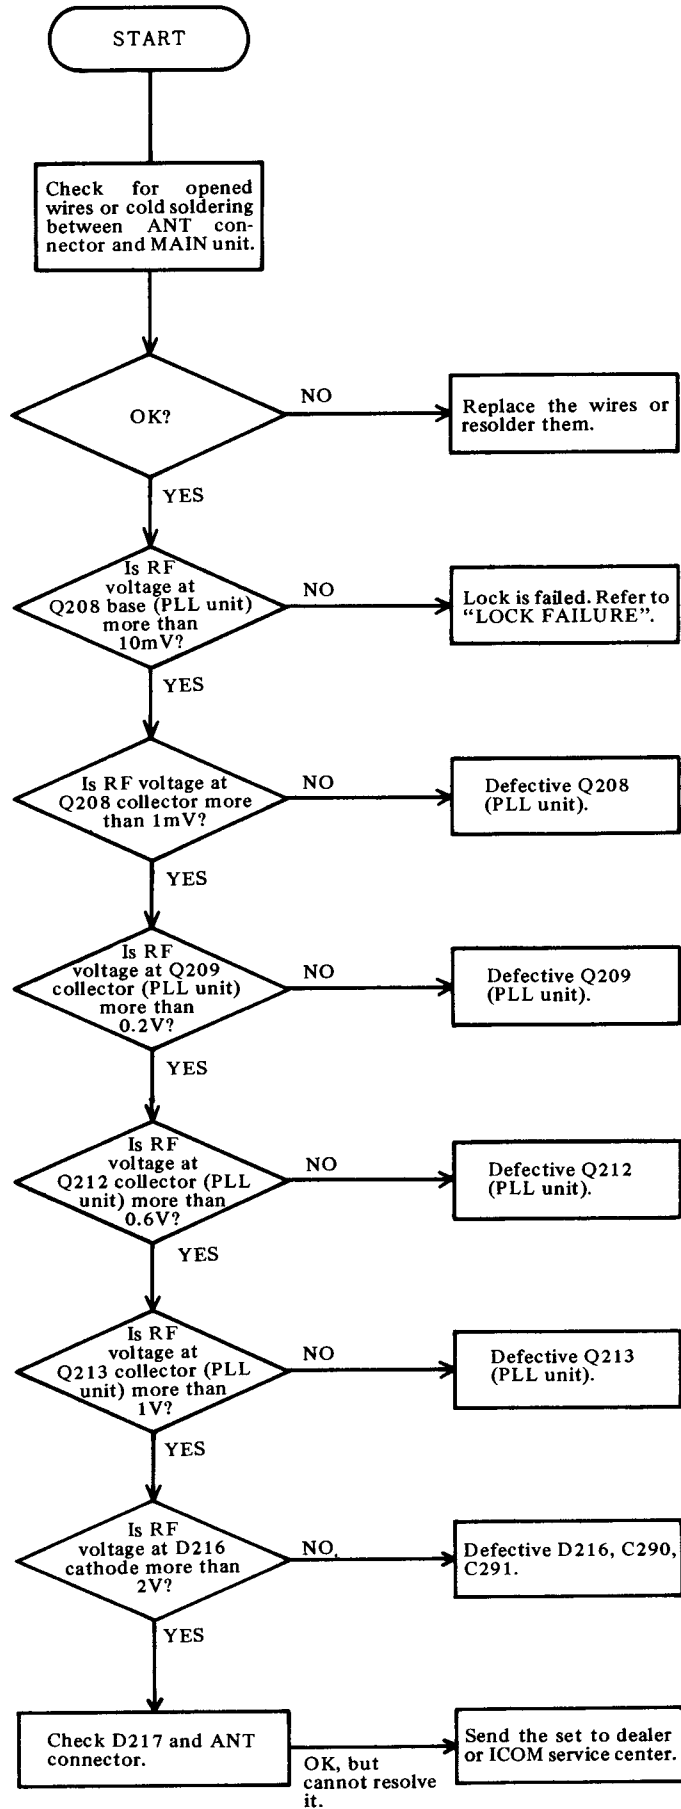 START
Check for opened
wires or cold soldering
between ANT con-
nector and MAIN unit.
OK?
NO
Replace the wires or
resolder them.
YES
Is RF
voltage at
Q208 base (PLL unit)
more than
10mV?
NO
Lock is failed. Refer to
“LOCK FAILURE”.
YES
Is RF voltage at
Q208 collector more
than 1mV?
NO
Defective Q208
(PLL unit).
YES
Is RF
voltage at Q209
collector (PLL unit)
more than
0.2V?
NO
Defective Q209
(PLL unit).
YES
Is RF
voltage at
Q212 collector (PLL
unit) more than
0.6V?
NO
Defective Q212
(PLL unit).
YES
Is RF
voltage at
Q213 collector (PLL
unit) more than
1V?
NO
Defective Q213
(PLL unit).
YES
Is RF
voltage at D216
cathode more than
2V?
NO
Defective D216, C290,
C291.
YES
Check D217 and ANT
connector.
OK, but
cannot resolve
it.
Send the set to dealer
or ICOM service center.